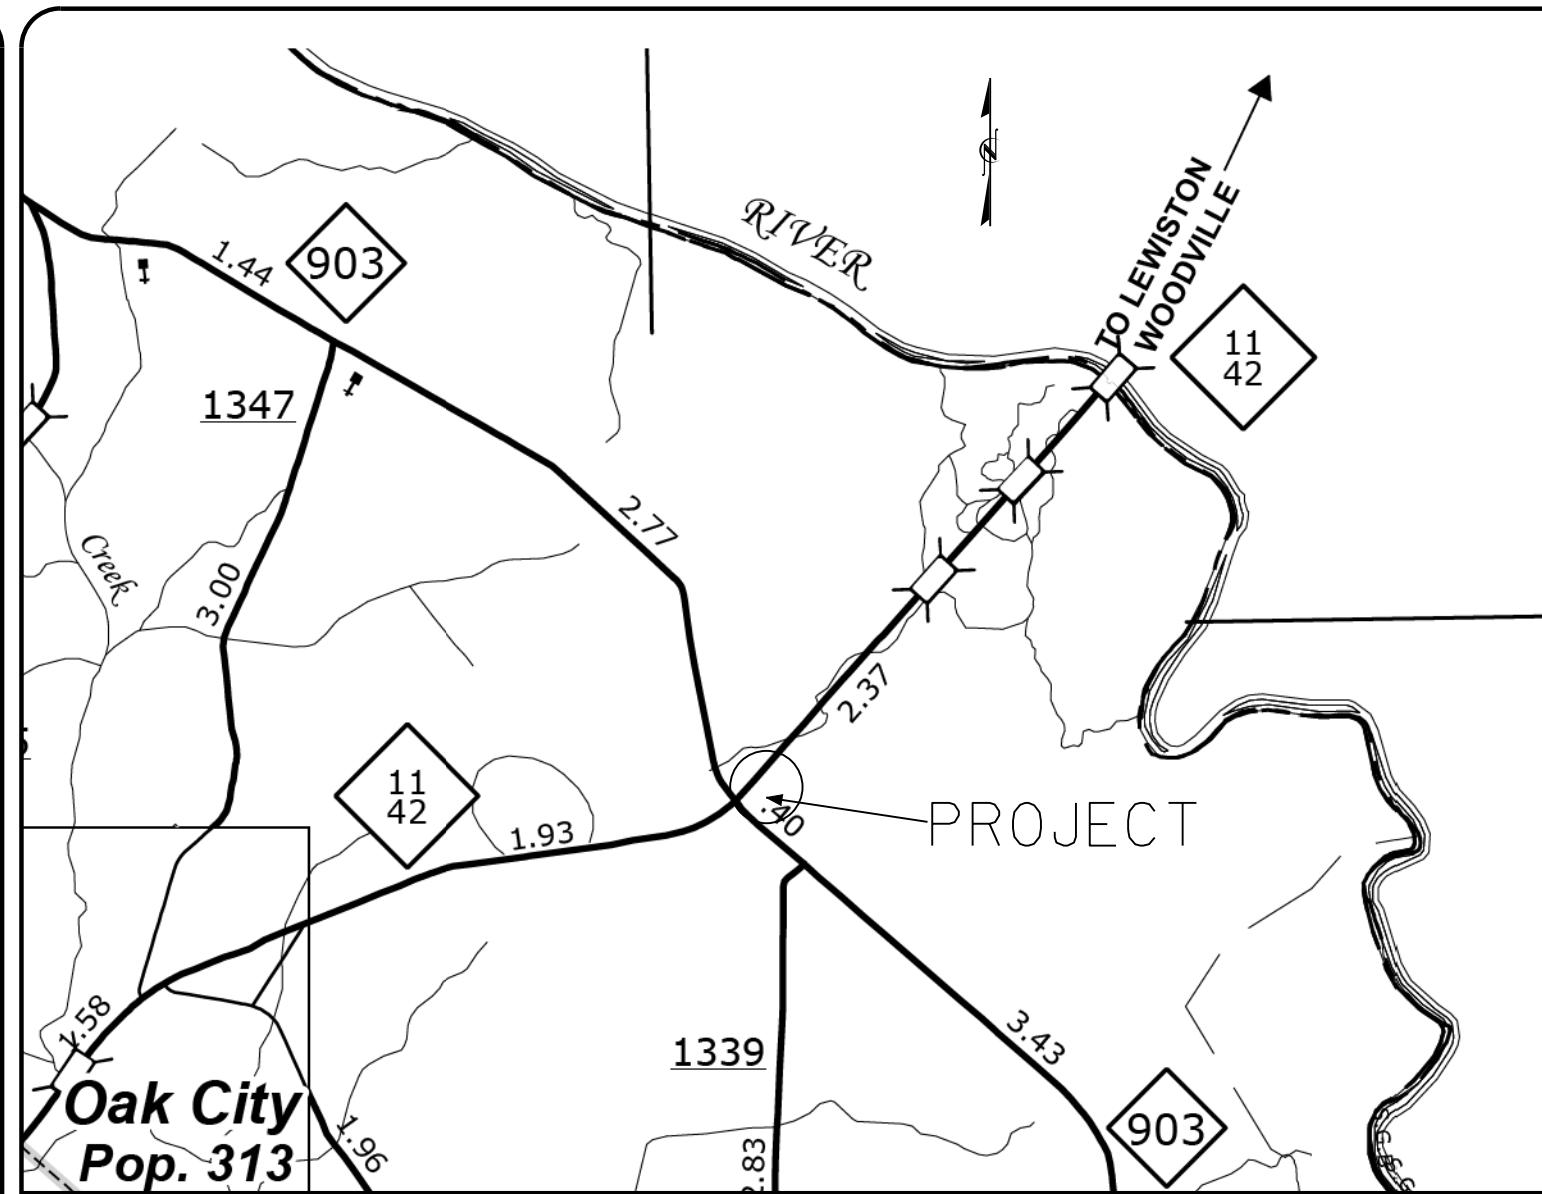 RIVER
TO LEWISTON
WOODVILLE
N
903
1.44
11
42
1347
2.77
Creek
3.00
2.37
11
42
1.93
.40
PROJECT
1.58
1339
3.43
Oak City
Pop. 313
1.96
2.83
903